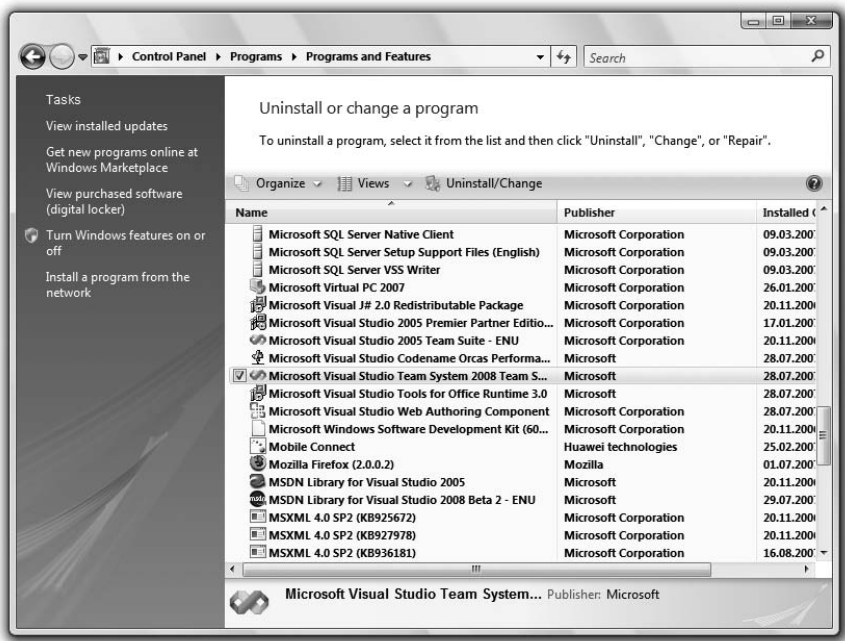 Control Panel Programs Programs and Features Search
Tasks
View installed updates
Get new programs online at
Windows Marketplace
View purchased software
(digital locker)
Turn Windows features on or
off
Install a program from the
network
Uninstall or change a program
To uninstall a program, select it from the list and then click "Uninstall", "Change", or "Repair".
Organize Views Uninstall/Change
Name Publisher Installed
Microsoft SQL Server Native Client Microsoft Corporation 09.03.200
Microsoft SQL Server Setup Support Files (English) Microsoft Corporation 09.03.200
Microsoft SQL Server VSS Writer Microsoft Corporation 09.03.200
Microsoft Virtual PC 2007 Microsoft Corporation 26.01.200
Microsoft Visual J# 2.0 Redistributable Package Microsoft Corporation 20.11.200
Microsoft Visual Studio 2005 Premier Partner Editio... Microsoft Corporation 17.01.200
Microsoft Visual Studio 2005 Team Suite - ENU Microsoft Corporation 20.11.200
Microsoft Visual Studio Codename Orcas Performa... Microsoft 28.07.200
Microsoft Visual Studio Team System 2008 Team S... Microsoft 28.07.200
Microsoft Visual Studio Tools for Office Runtime 3.0 Microsoft 28.07.200
Microsoft Visual Studio Web Authoring Component Microsoft Corporation 28.07.200
Microsoft Windows Software Development Kit (60... Microsoft Corporation 20.11.200
Mobile Connect Huawei technologies 25.02.200
Mozilla Firefox (2.0.0.2) Mozilla 01.07.200
MSDN Library for Visual Studio 2005 Microsoft 20.11.200
MSDN Library for Visual Studio 2008 Beta 2 - ENU Microsoft 29.07.200
MSXML 4.0 SP2 (KB925672) Microsoft Corporation 20.11.200
MSXML 4.0 SP2 (KB927978) Microsoft Corporation 20.11.200
MSXML 4.0 SP2 (KB936181) Microsoft Corporation 16.08.200
Microsoft Visual Studio Team System... Publisher: Microsoft